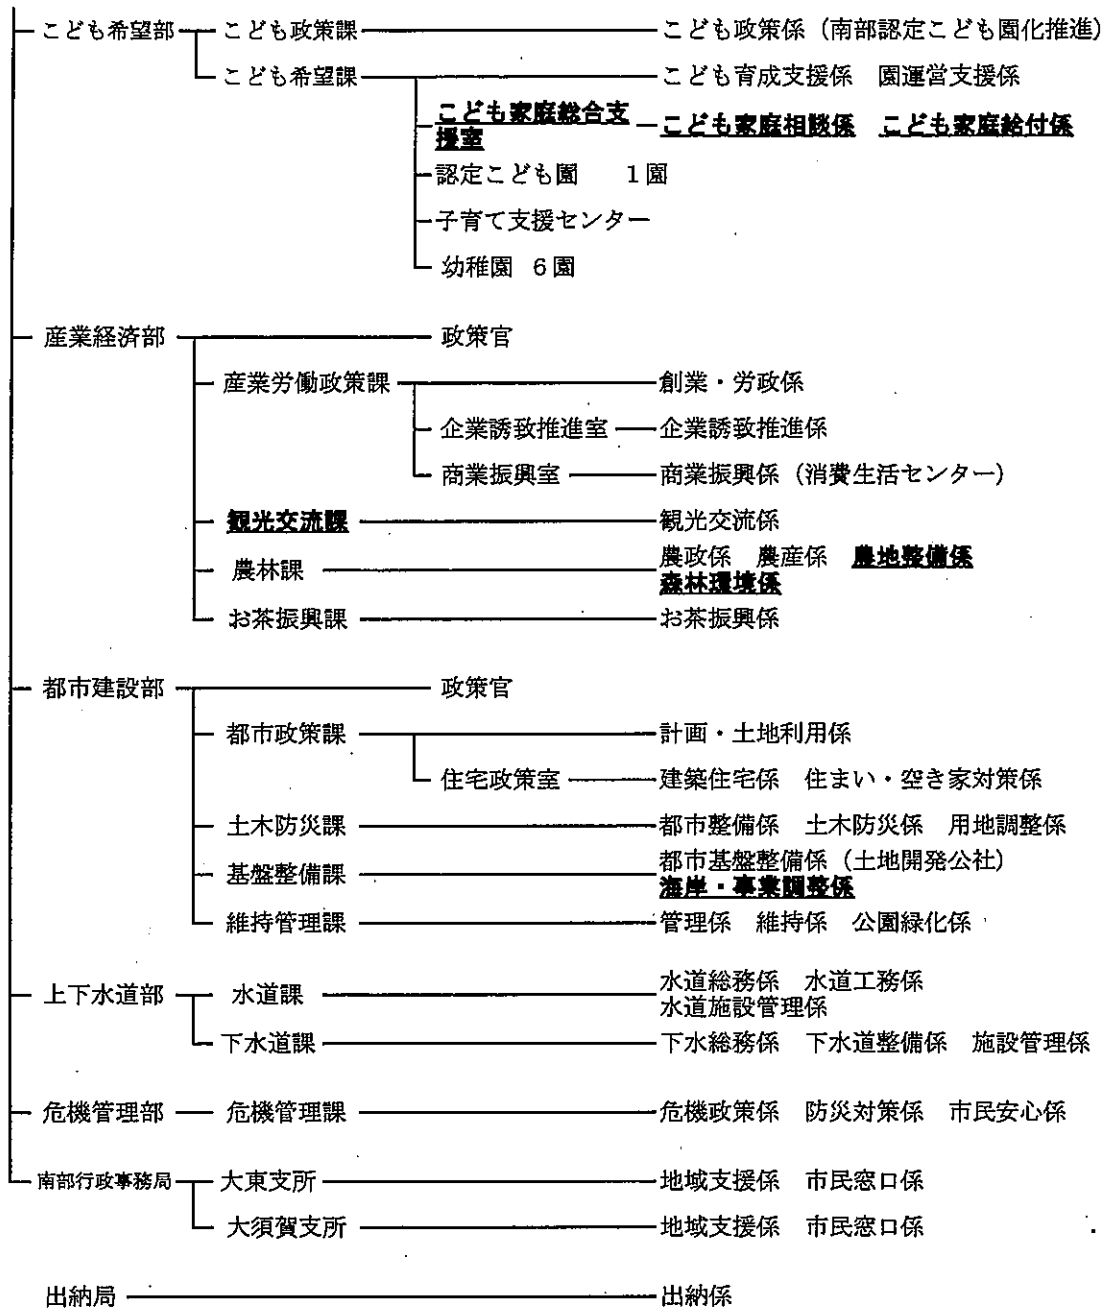 こども希望部 こども政策課 こども政策係（南部認定こども園化推進）
こども希望課 こども育成支援係 園運営支援係
こども家庭総合支
援室
こども家庭相談係 こども家庭給付係
認定こども園 1園
子育て支援センター
幼稚園 6園
産業経済部 政策官
産業労働政策課 創業・労政係
企業誘致推進室 企業誘致推進係
商業振興室 商業振興係（消費生活センター）
観光交流課 観光交流係
農林課 農政係 農産係 農地整備係
森林環境係
お茶振興課 お茶振興係
都市建設部 政策官
都市政策課 計画・土地利用係
住宅政策室 建築住宅係 住まい・空き家対策係
土木防災課 都市整備係 土木防災係 用地調整係
基盤整備課 都市基盤整備係（土地開発公社）
海岸・事業調整係
維持管理課 管理係 維持係 公園緑化係
上下水道部 水道課 水道総務係 水道工務係
水道施設管理係
下水道課 下水総務係 下水道整備係 施設管理係
危機管理部 危機管理課 危機政策係 防災対策係 市民安心係
南部行政事務局 大東支所 地域支援係 市民窓口係
大須賀支所 地域支援係 市民窓口係
出納局 出納係